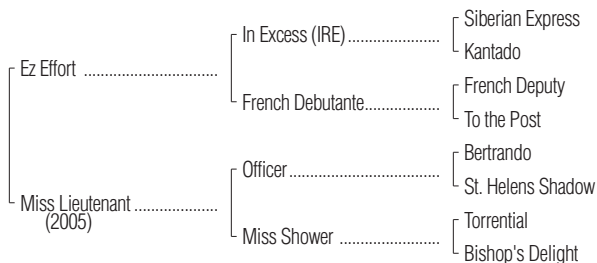 Siberian Express
In Excess (IRE)
Kantado
Ez Effort
French Deputy
French Debutante
To the Post
Bertrando
Officer
St. Helens Shadow
Miss Lieutenant
(2005)
Torrential
Miss Shower
Bishop's Delight